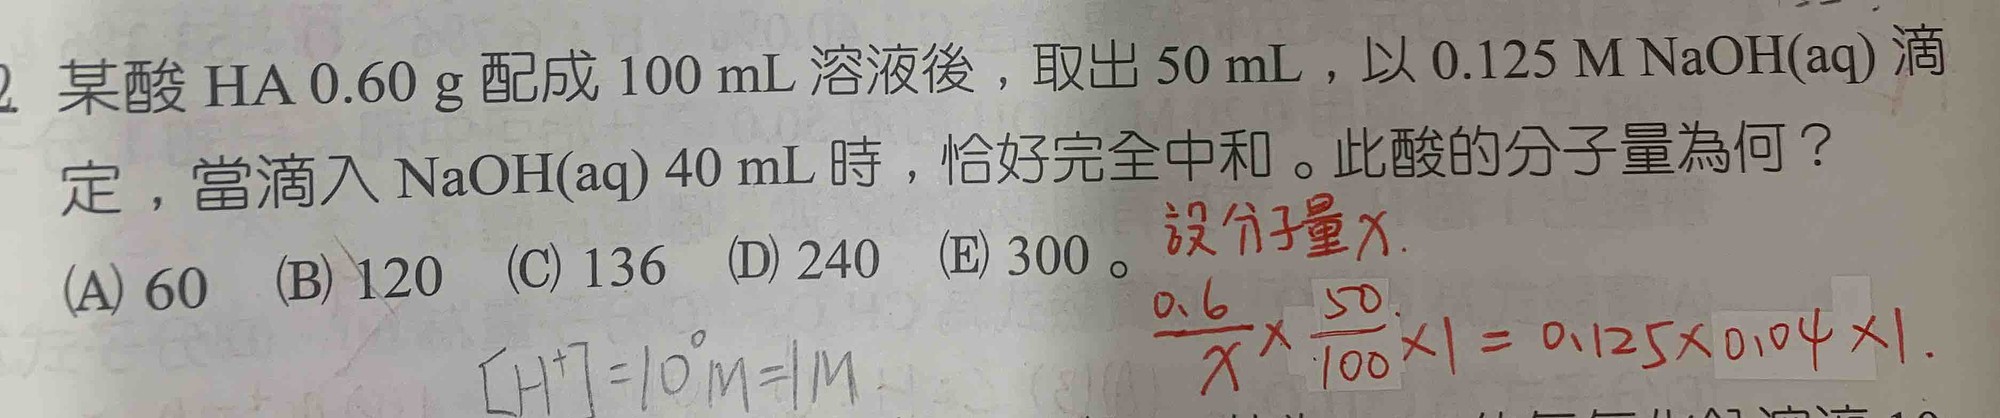 2. 某酸 HA 0.60 g 配成 100 mL 溶液後，取出 50 mL，以 0.125 M NaOH(aq) 滴
定，當滴入 NaOH(aq) 40 mL 時，恰好完全中和。此酸的分子量為何？
(A) 60 (B) 120 (C) 136 (D) 240 (E) 300。
設分子量x.
0.6/x × 50/100 × 1 = 0.125 × 0.04 × 1.
[H⁺]=10⁰M=1M